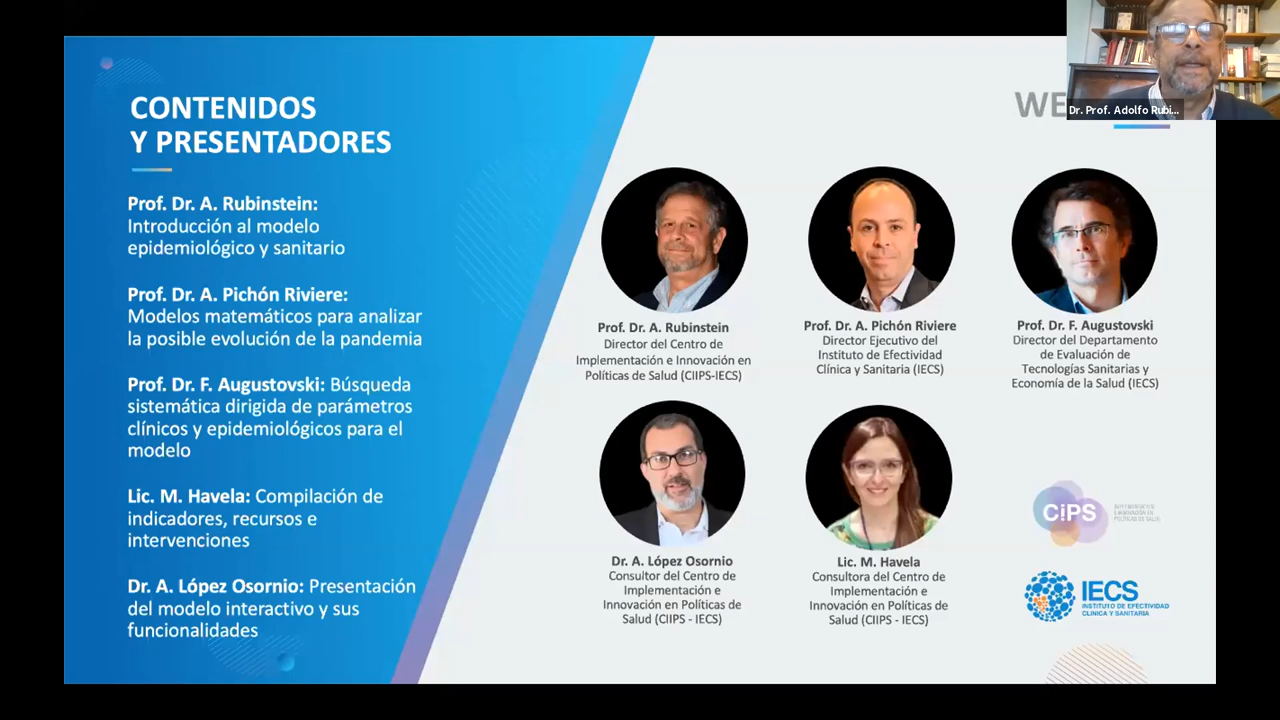 CONTENIDOS
Y PRESENTADORES
Prof. Dr. A. Rubinstein:
Introducción al modelo
epidemiológico y sanitario
Prof. Dr. A. Pichón Riviere:
Modelos matemáticos para analizar
la posible evolución de la pandemia
Prof. Dr. F. Augustovski: Búsqueda
sistemática dirigida de parámetros
clínicos y epidemiológicos para el
modelo
Lic. M. Havela: Compilación de
indicadores, recursos e
intervenciones
Dr. A. López Osornio: Presentación
del modelo interactivo y sus
funcionalidades
WE
Dr. Prof. Adolfo Rubi...
Prof. Dr. A. Rubinstein
Director del Centro de
Implementación e Innovación en
Políticas de Salud (CIIPS-IECS)
Prof. Dr. A. Pichón Riviere
Director Ejecutivo del
Instituto de Efectividad
Clínica y Sanitaria (IECS)
Prof. Dr. F. Augustovski
Director del Departamento
de Evaluación de
Tecnologías Sanitarias y
Economía de la Salud (IECS)
Dr. A. López Osornio
Consultor del Centro de
Implementación e
Innovación en Políticas de
Salud (CIIPS - IECS)
Lic. M. Havela
Consultora del Centro de
Implementación e
Innovación en Políticas de
Salud (CIIPS - IECS)
CiiPS
IECS
INSTITUTO DE EFECTIVIDAD
CLINICA Y SANITARIA